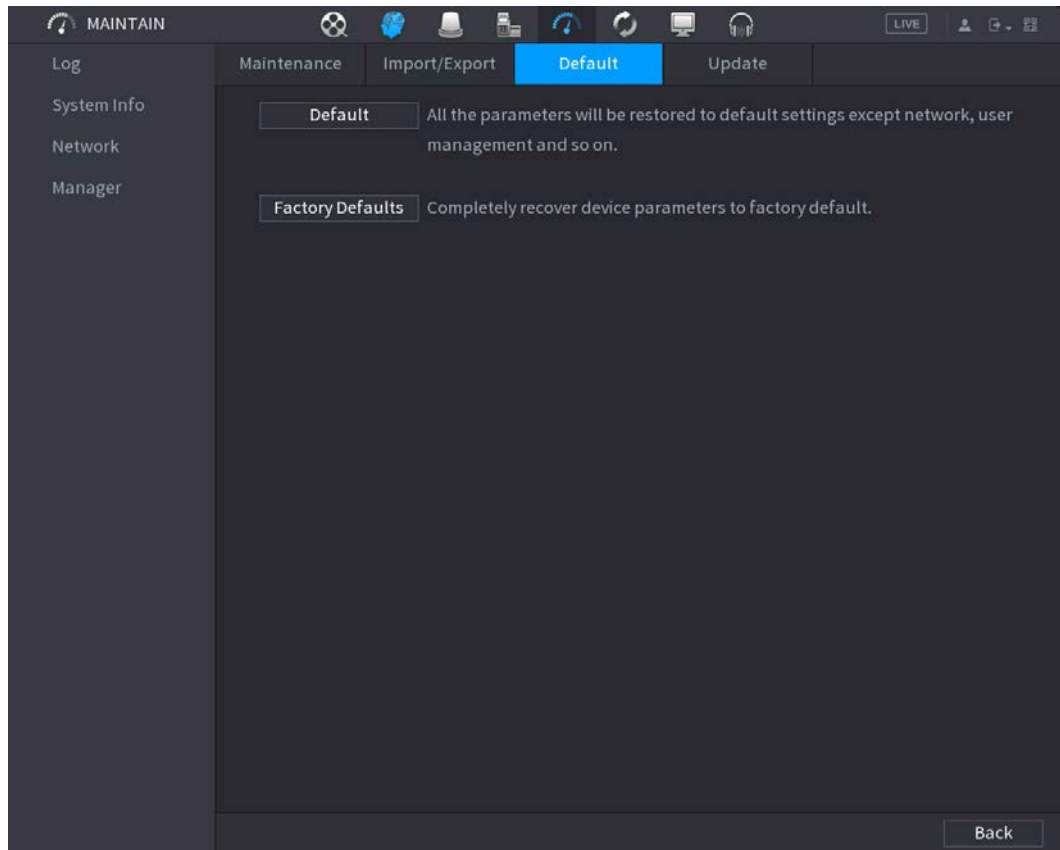 MAINTAIN
LIVE
Log
System Info
Network
Manager
Maintenance
Import/Export
Default
Update
Default
All the parameters will be restored to default settings except network, user
management and so on.
Factory Defaults
Completely recover device parameters to factory default.
Back